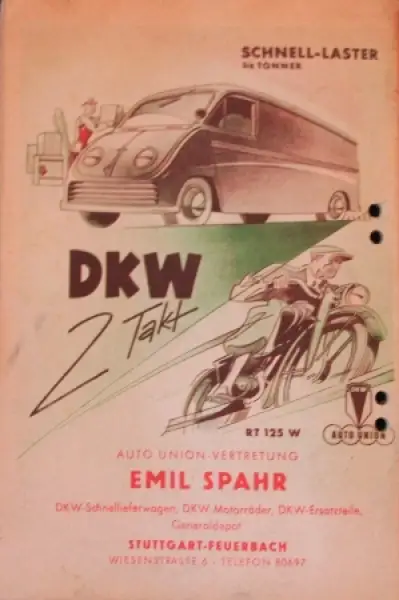 SCHNELL-LASTER
3/4 TONNER
DKW
2 Takt
RT 125 W
DKW
AUTO UNION
AUTO UNION-VERTRETUNG
EMIL SPAHR
DKW-Schnellieferwagen, DKW-Motorräder, DKW-Ersatzteile,
Generaldepot
STUTTGART-FEUERBACH
WIESENSTRASSE 6 - TELEFON 80697